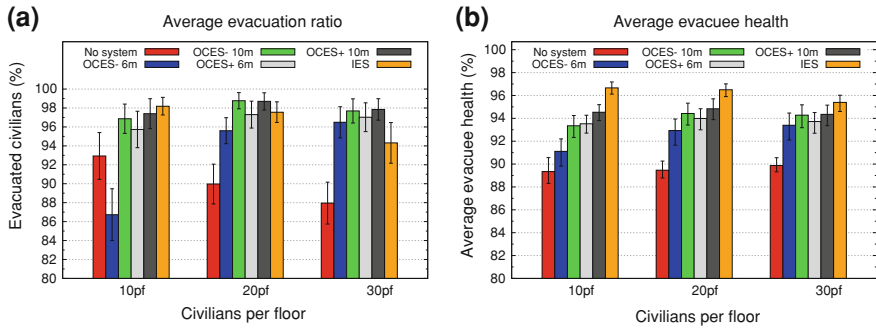 (a)
Average evacuation ratio
No system
OCES- 10m
OCES+ 10m
OCES- 6m
OCES+ 6m
IES
Evacuated civilians (%)
98
100
96
94
92
90
88
86
84
82
80
10pf
20pf
30pf
Civilians per floor
(b)
Average evacuee health
No system
OCES- 10m
OCES+ 10m
OCES- 6m
OCES+ 6m
IES
Average evacuee health (%)
100
98
96
94
92
90
88
86
84
82
80
10pf
20pf
30pf
Civilians per floor